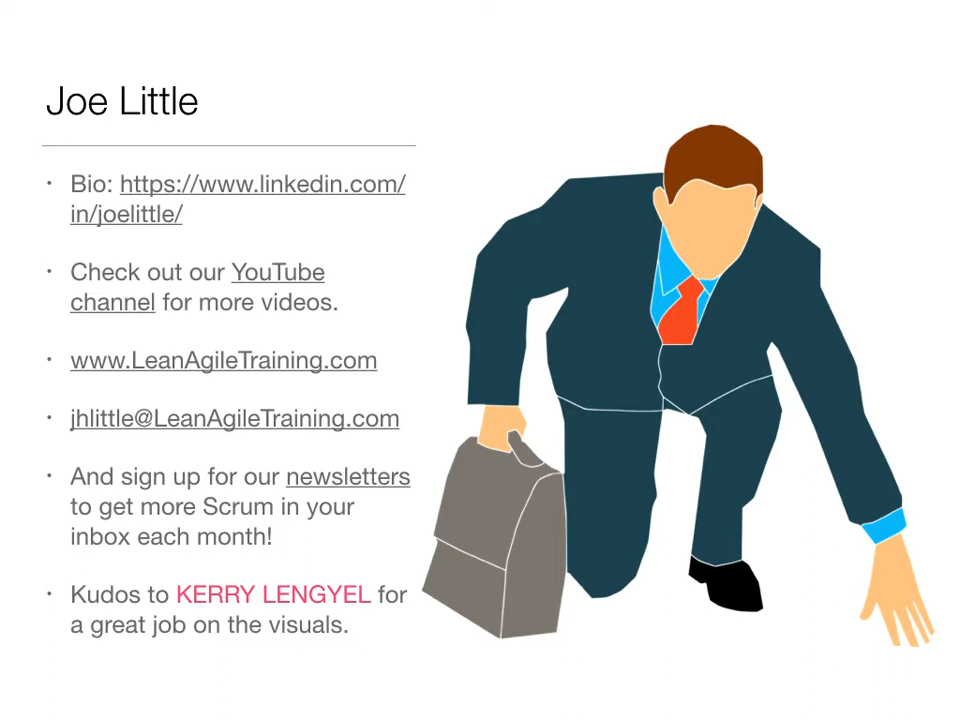 Joe Little
• Bio: https://www.linkedin.com/
in/joelittle/
• Check out our YouTube
channel for more videos.
• www.LeanAgileTraining.com
• jhlittle@LeanAgileTraining.com
• And sign up for our newsletters
to get more Scrum in your
inbox each month!
• Kudos to KERRY LENGYEL for
a great job on the visuals.